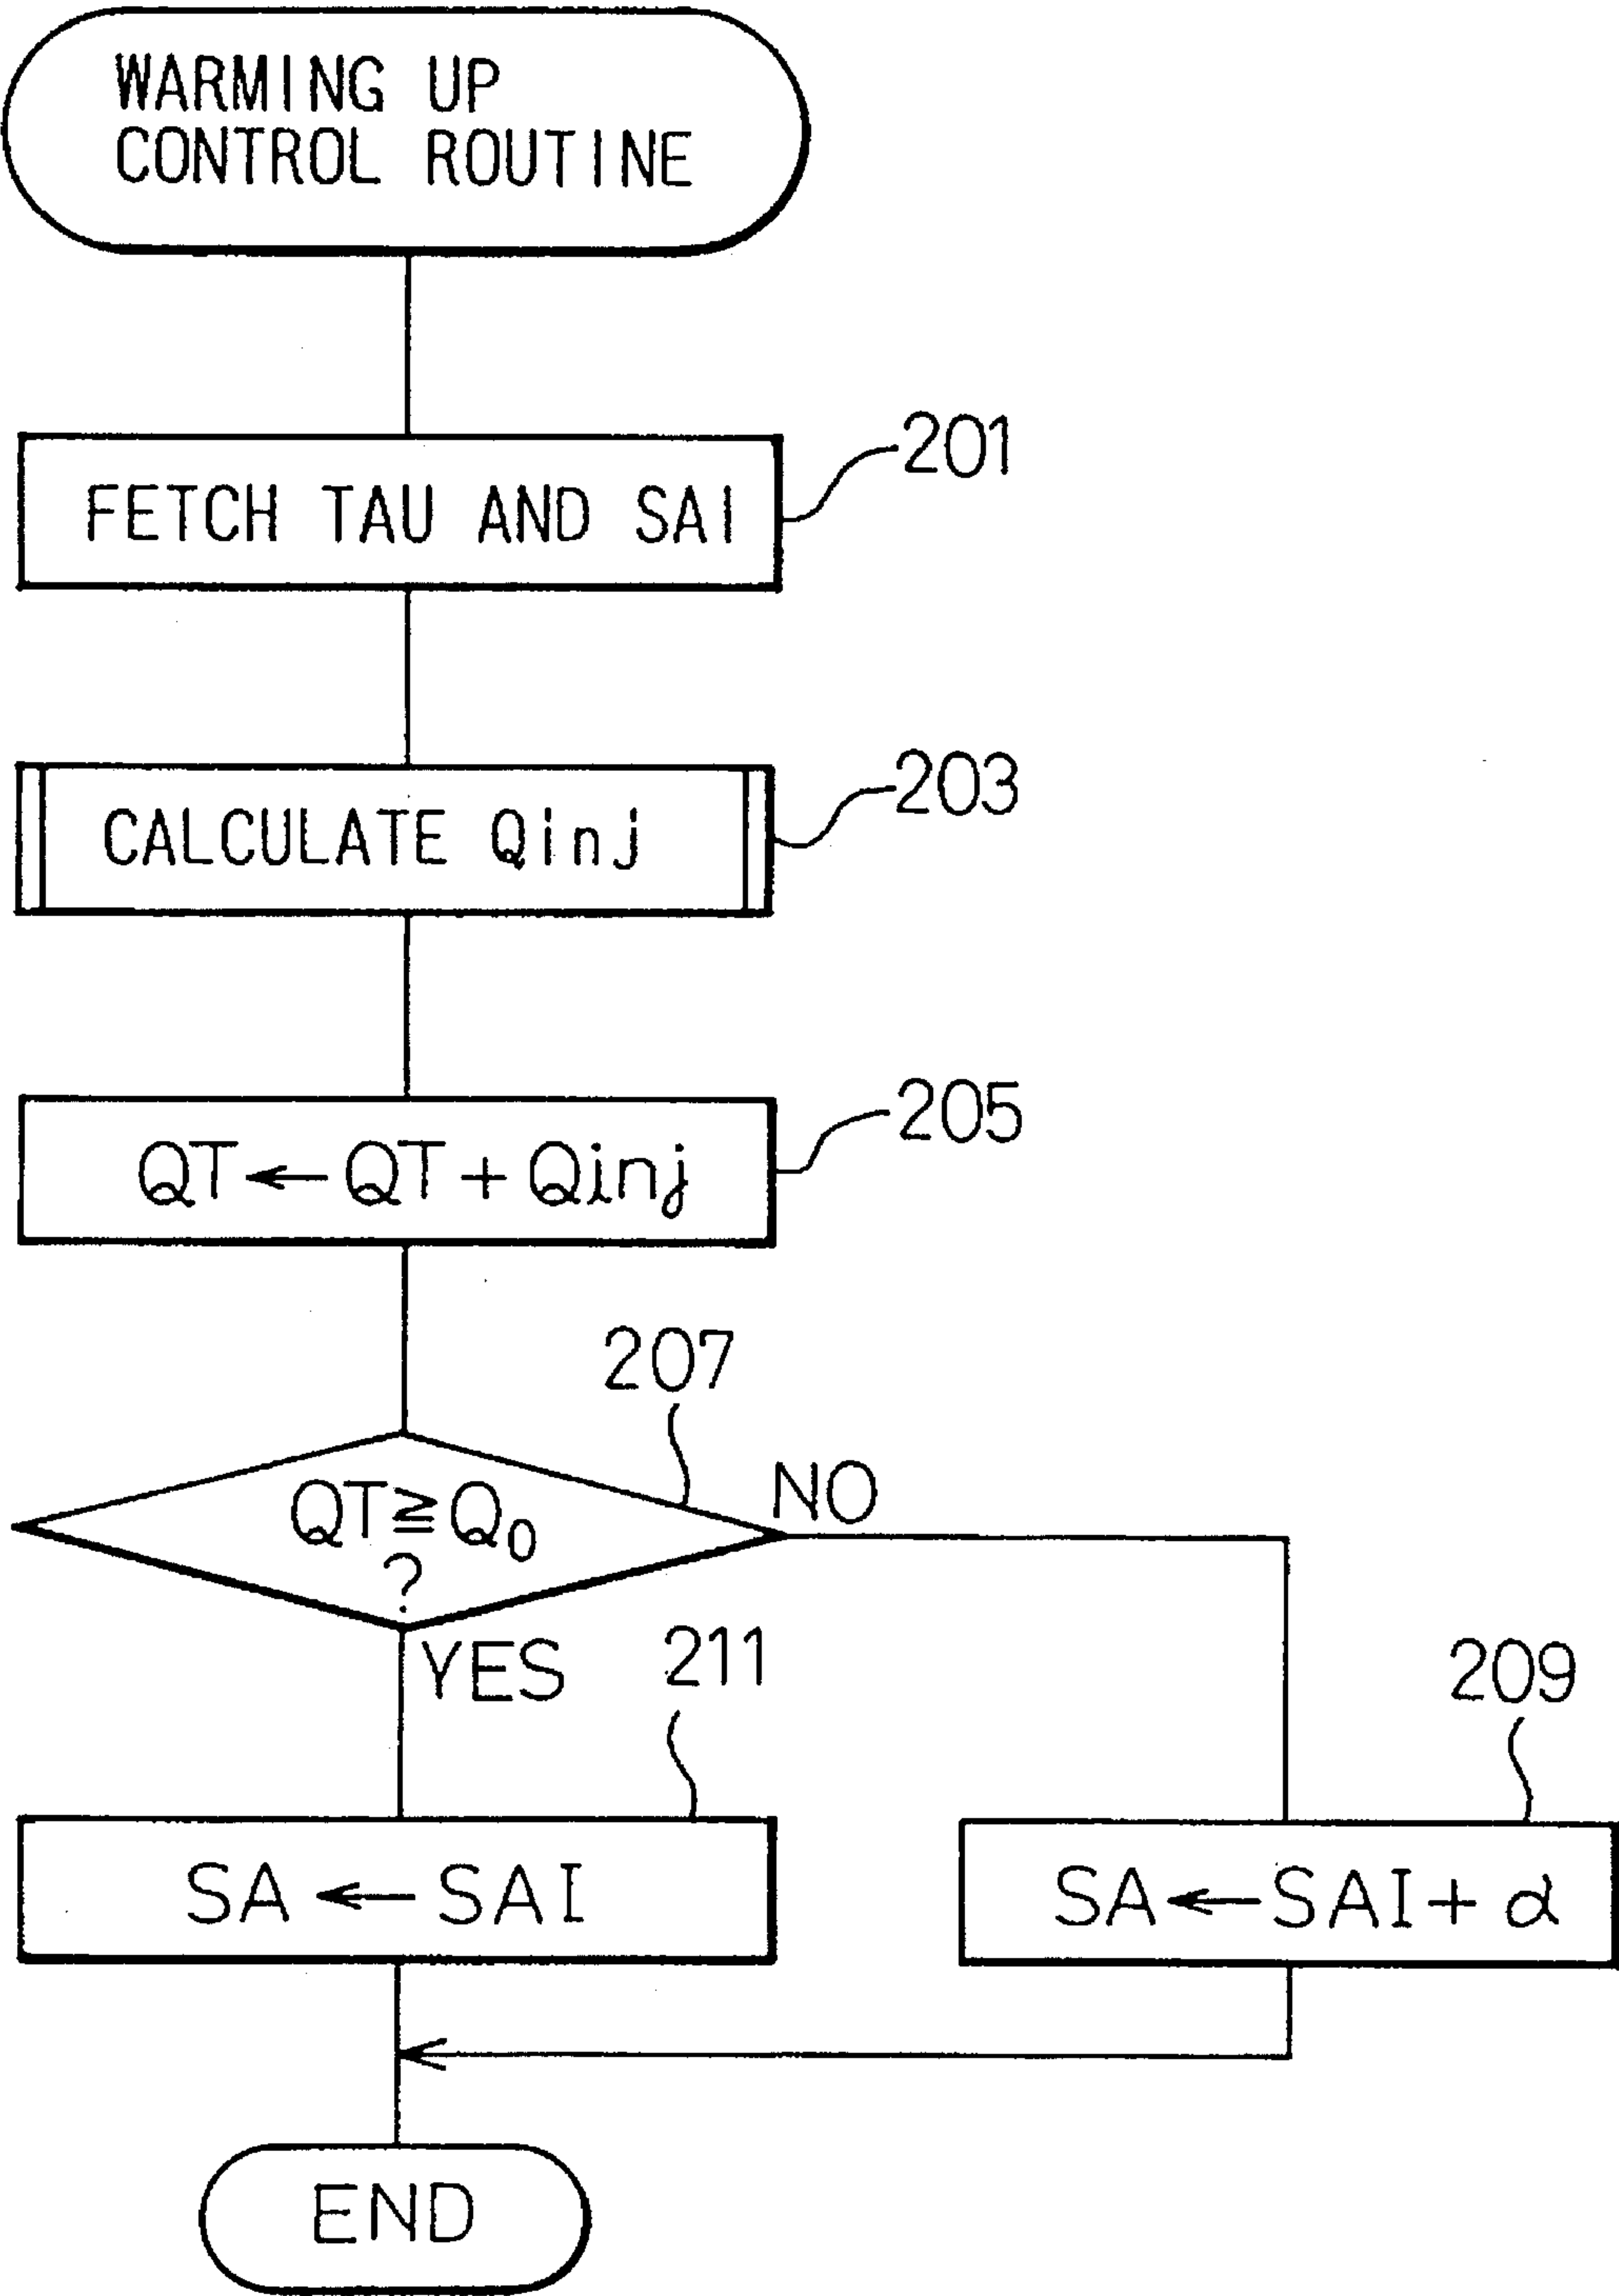 WARMING UP
CONTROL ROUTINE
201
FETCH TAU AND SAI
203
CALCULATE Qinj
205
QT ← QT + Qinj
207
QT ≧ Q₀
?
NO
YES
211
209
SA ← SAI
SA ← SAI + α
END